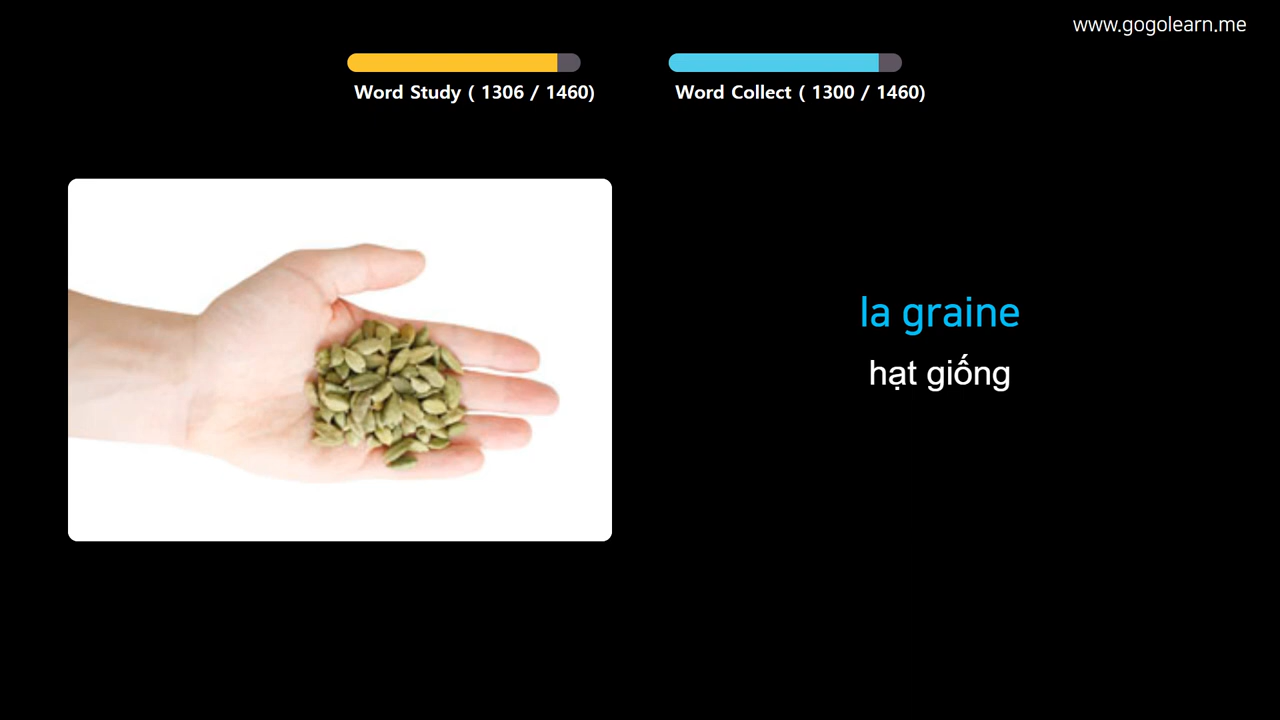 www.gogolearn.me
Word Study ( 1306 / 1460)
Word Collect ( 1300 / 1460)
la graine
hạt giống